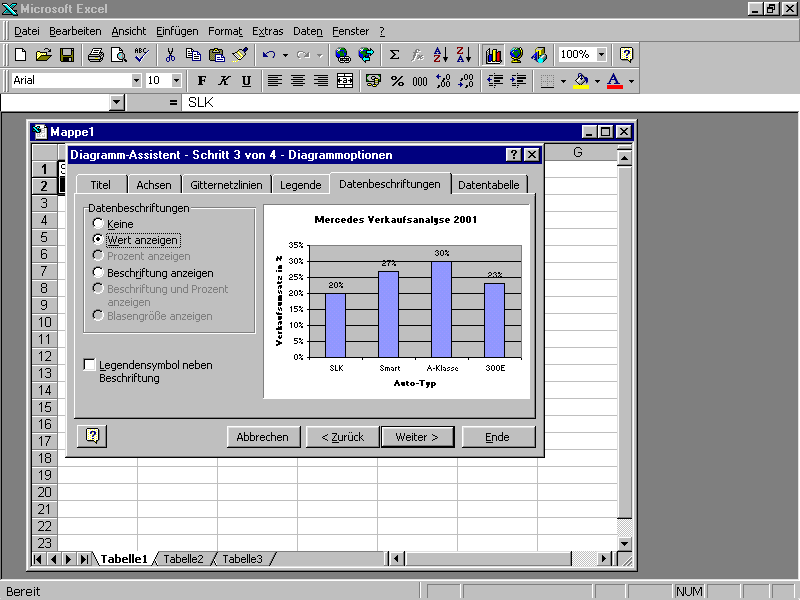 Microsoft Excel
Datei Bearbeiten Ansicht Einfügen Format Extras Daten Fenster ?
100%
Arial 10 F K U
% 000
= SLK
Mappe1
G
Diagramm-Assistent - Schritt 3 von 4 - Diagrammoptionen
Titel Achsen Gitternetzlinien Legende Datenbeschriftungen Datentabelle
Datenbeschriftungen
Keine
Wert anzeigen
Prozent anzeigen
Beschriftung anzeigen
Beschriftung und Prozent
anzeigen
Blasengröße anzeigen
Legendensymbol neben
Beschriftung
Mercedes Verkaufsanalyse 2001
Verkaufsumsatz in %
35%
30%
25%
20%
15%
10%
5%
0%
20% 27% 30% 23%
SLK Smart A-Klasse 300E
Auto-Typ
Abbrechen < Zurück Weiter > Ende
1
2
3
4
5
6
7
8
9
10
11
12
13
14
15
16
17
18
19
20
21
22
23
Tabelle1 Tabelle2 Tabelle3
Bereit NUM